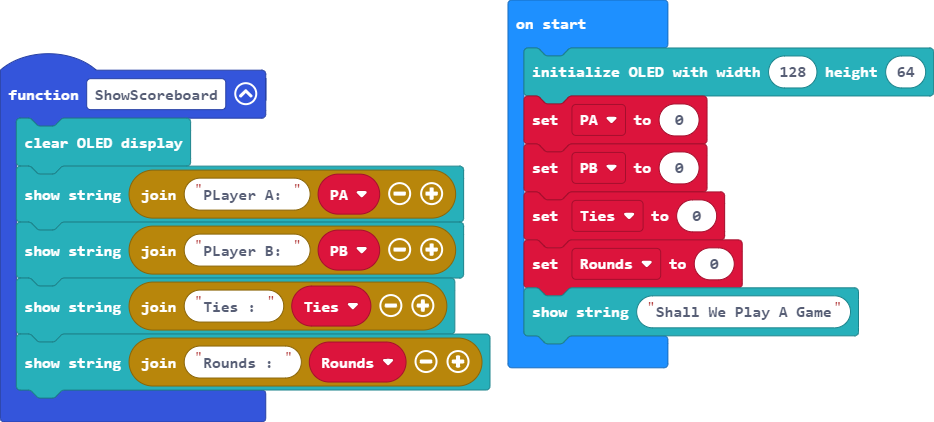 function ShowScoreboard
clear OLED display
show string join "PLayer A: " PA
show string join "PLayer B: " PB
show string join "Ties : " Ties
show string join "Rounds : " Rounds
on start
initialize OLED with width 128 height 64
set PA to 0
set PB to 0
set Ties to 0
set Rounds to 0
show string "Shall We Play A Game"